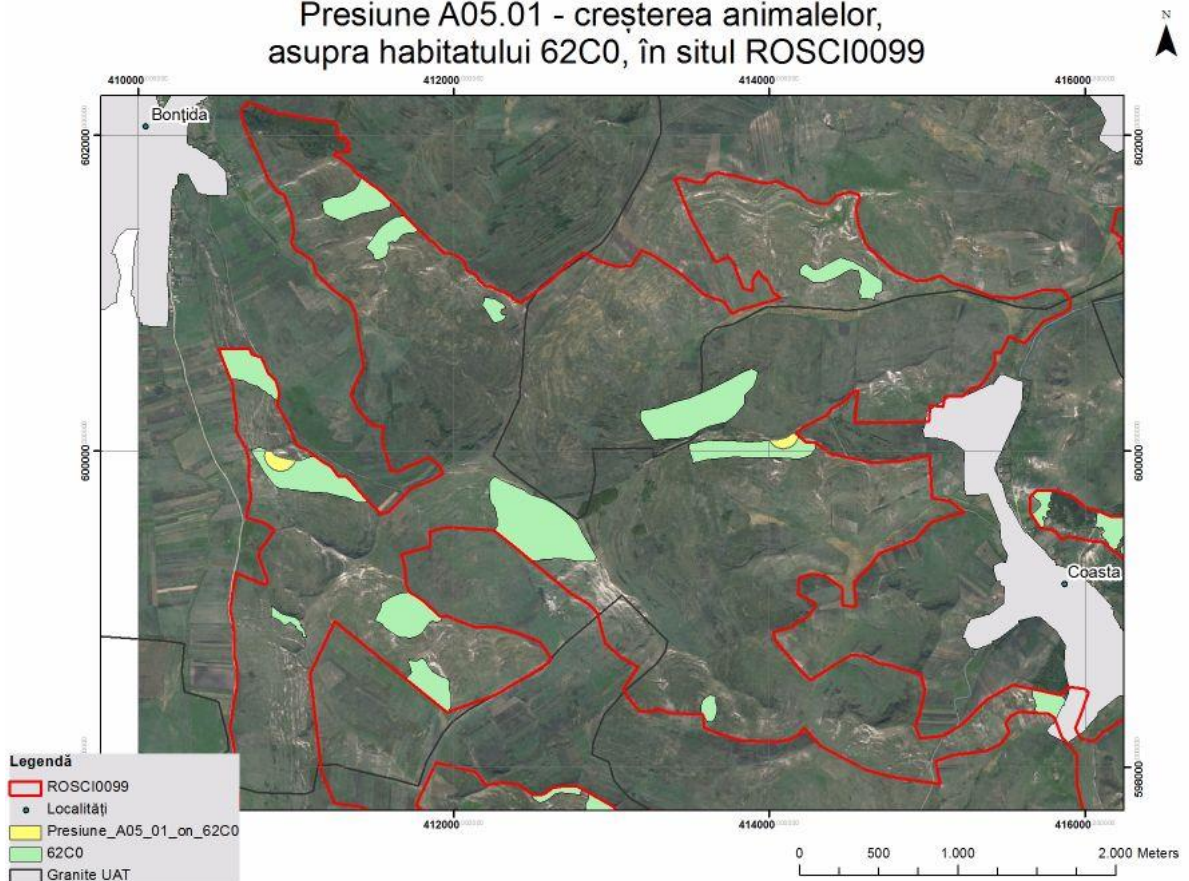 Presiune A05.01 - creșterea animalelor,
asupra habitatului 62C0, în situl ROSCI0099
N
410000
412000
414000
416000
Bonțida
602000
602000
600000
600000
Coasta
598000
Legendă
ROSCI0099
Localități
Presiune_A05_01_on_62C0
62C0
Granite UAT
412000
414000
416000
0 500 1.000 2.000 Meters